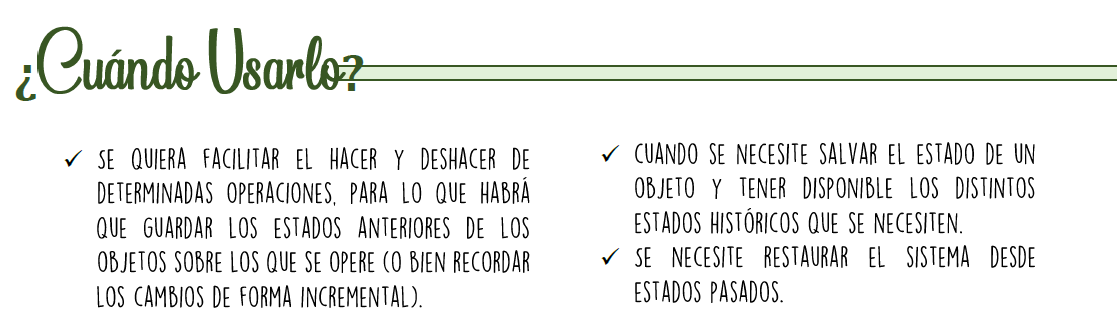 ¿Cuándo Usarlo?
✓ SE QUIERA FACILITAR EL HACER Y DESHACER DE
DETERMINADAS OPERACIONES, PARA LO QUE HABRÁ
QUE GUARDAR LOS ESTADOS ANTERIORES DE LOS
OBJETOS SOBRE LOS QUE SE OPERE (O BIEN RECORDAR
LOS CAMBIOS DE FORMA INCREMENTAL).
✓ CUANDO SE NECESITE SALVAR EL ESTADO DE UN
OBJETO Y TENER DISPONIBLE LOS DISTINTOS
ESTADOS HISTÓRICOS QUE SE NECESITEN.
✓ SE NECESITE RESTAURAR EL SISTEMA DESDE
ESTADOS PASADOS.